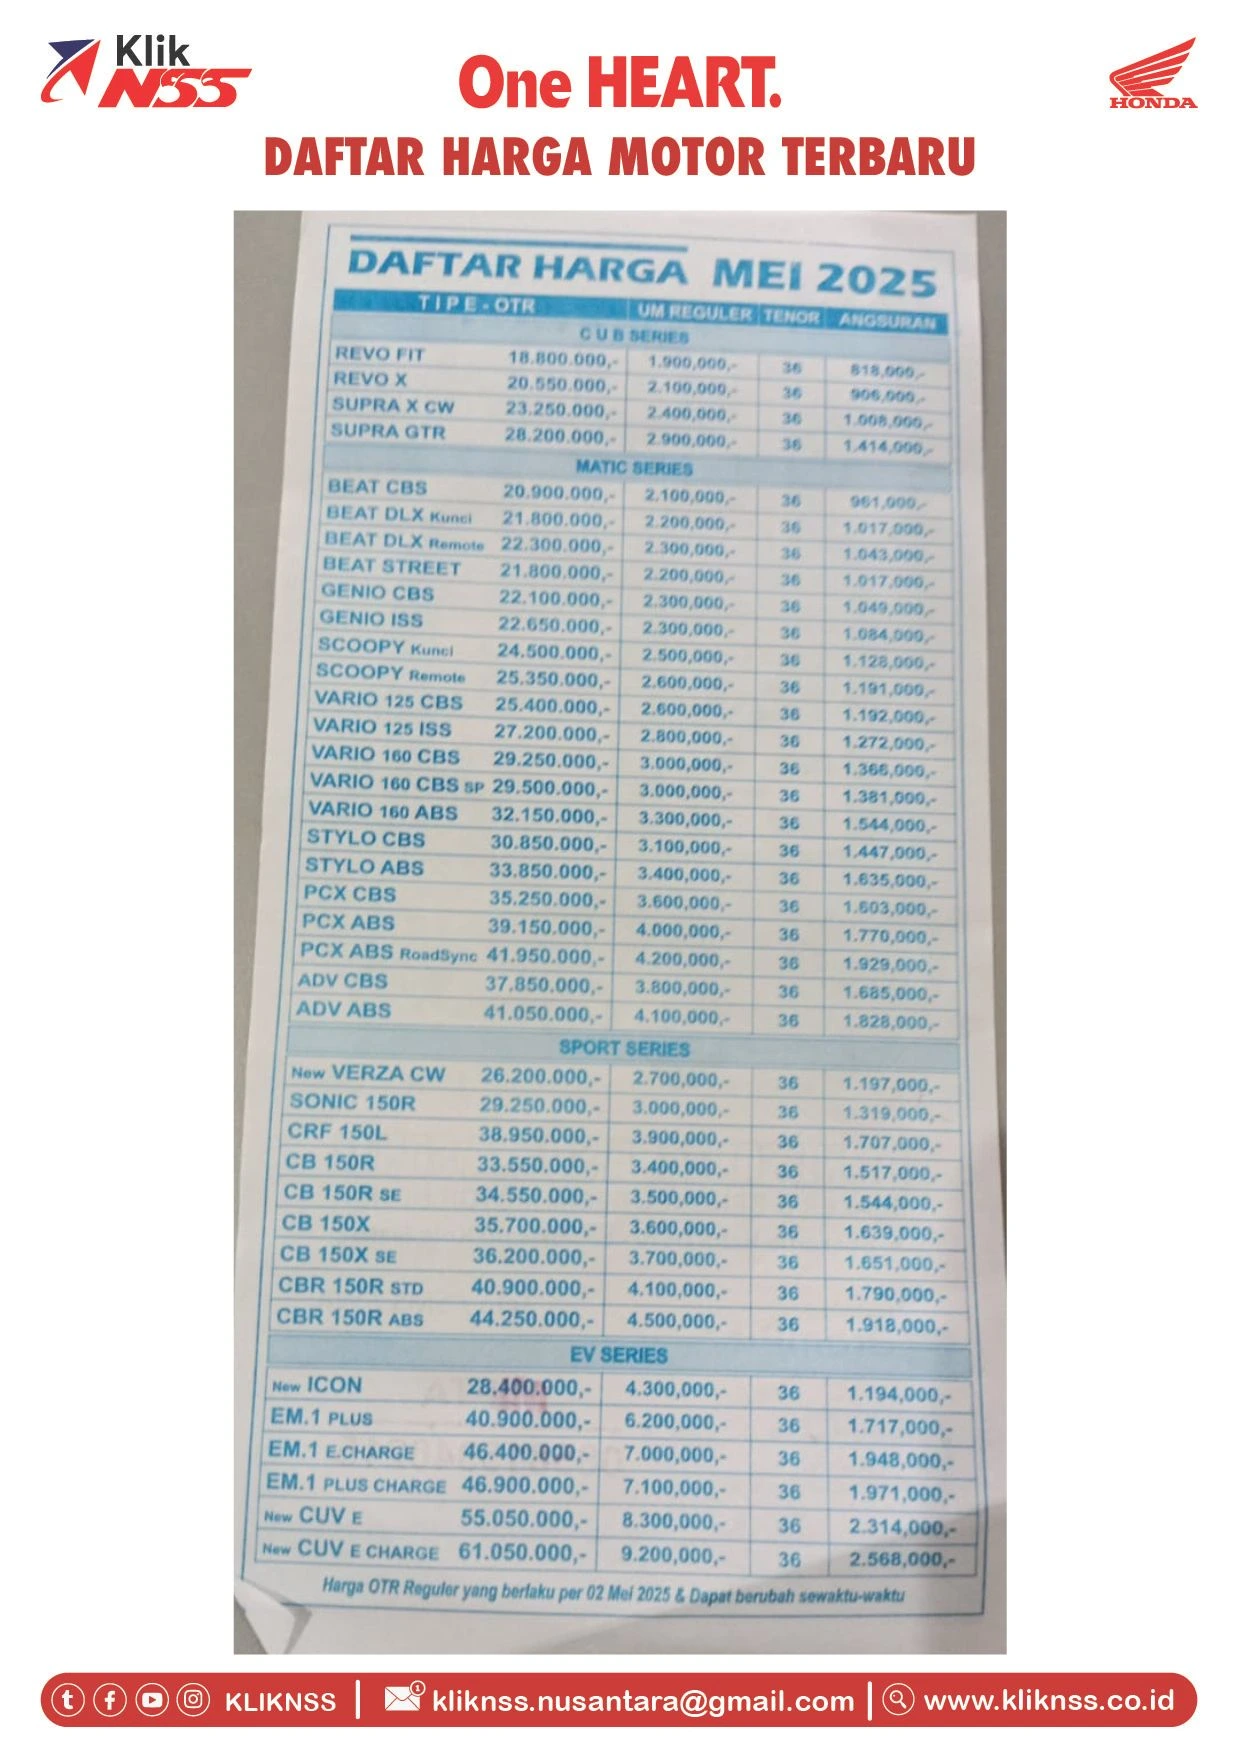 Klik
NSS
One HEART.
HONDA
DAFTAR HARGA MOTOR TERBARU
DAFTAR HARGA MEI 2025
TIPE - OTR UM REGULER TENOR ANGSURAN
CUB SERIES
REVO FIT 18.800.000,- 1.900,000,- 36 818,000,-
REVO X 20.550.000,- 2.100,000,- 36 906,000,-
SUPRA X CW 23.250.000,- 2.400,000,- 36 1.008,000,-
SUPRA GTR 28.200.000,- 2.900,000,- 36 1.414,000,-
MATIC SERIES
BEAT CBS 20.900.000,- 2.100,000,- 36 961,000,-
BEAT DLX Kunci 21.800.000,- 2.200,000,- 36 1.017,000,-
BEAT DLX Remote 22.300.000,- 2.300,000,- 36 1.043,000,-
BEAT STREET 21.800.000,- 2.200,000,- 36 1.017,000,-
GENIO CBS 22.100.000,- 2.300,000,- 36 1.049,000,-
GENIO ISS 22.650.000,- 2.300,000,- 36 1.084,000,-
SCOOPY Kunci 24.500.000,- 2.500,000,- 36 1.128,000,-
SCOOPY Remote 25.350.000,- 2.600,000,- 36 1.191,000,-
VARIO 125 CBS 25.400.000,- 2.600,000,- 36 1.192,000,-
VARIO 125 ISS 27.200.000,- 2.800,000,- 36 1.272,000,-
VARIO 160 CBS 29.250.000,- 3.000,000,- 36 1.366,000,-
VARIO 160 CBS SP 29.500.000,- 3.000,000,- 36 1.381,000,-
VARIO 160 ABS 32.150.000,- 3.300,000,- 36 1.544,000,-
STYLO CBS 30.850.000,- 3.100,000,- 36 1.447,000,-
STYLO ABS 33.850.000,- 3.400,000,- 36 1.635,000,-
PCX CBS 35.250.000,- 3.600,000,- 36 1.603,000,-
PCX ABS 39.150.000,- 4.000,000,- 36 1.770,000,-
PCX ABS RoadSync 41.950.000,- 4.200,000,- 36 1.929,000,-
ADV CBS 37.850.000,- 3.800,000,- 36 1.685,000,-
ADV ABS 41.050.000,- 4.100,000,- 36 1.828,000,-
SPORT SERIES
New VERZA CW 26.200.000,- 2.700,000,- 36 1.197,000,-
SONIC 150R 29.250.000,- 3.000,000,- 36 1.319,000,-
CRF 150L 38.950.000,- 3.900,000,- 36 1.707,000,-
CB 150R 33.550.000,- 3.400,000,- 36 1.517,000,-
CB 150R SE 34.550.000,- 3.500,000,- 36 1.544,000,-
CB 150X 35.700.000,- 3.600,000,- 36 1.639,000,-
CB 150X SE 36.200.000,- 3.700,000,- 36 1.651,000,-
CBR 150R STD 40.900.000,- 4.100,000,- 36 1.790,000,-
CBR 150R ABS 44.250.000,- 4.500,000,- 36 1.918,000,-
EV SERIES
New ICON 28.400.000,- 4.300,000,- 36 1.194,000,-
EM.1 PLUS 40.900.000,- 6.200,000,- 36 1.717,000,-
EM.1 E.CHARGE 46.400.000,- 7.000,000,- 36 1.948,000,-
EM.1 PLUS CHARGE 46.900.000,- 7.100,000,- 36 1.971,000,-
New CUV E 55.050.000,- 8.300,000,- 36 2.314,000,-
New CUV E CHARGE 61.050.000,- 9.200,000,- 36 2.568,000,-
Harga OTR Reguler yang berlaku per 02 Mei 2025 & Dapat berubah sewaktu-waktu
KLIKNSS | 1 kliknss.nusantara@gmail.com | www.kliknss.co.id